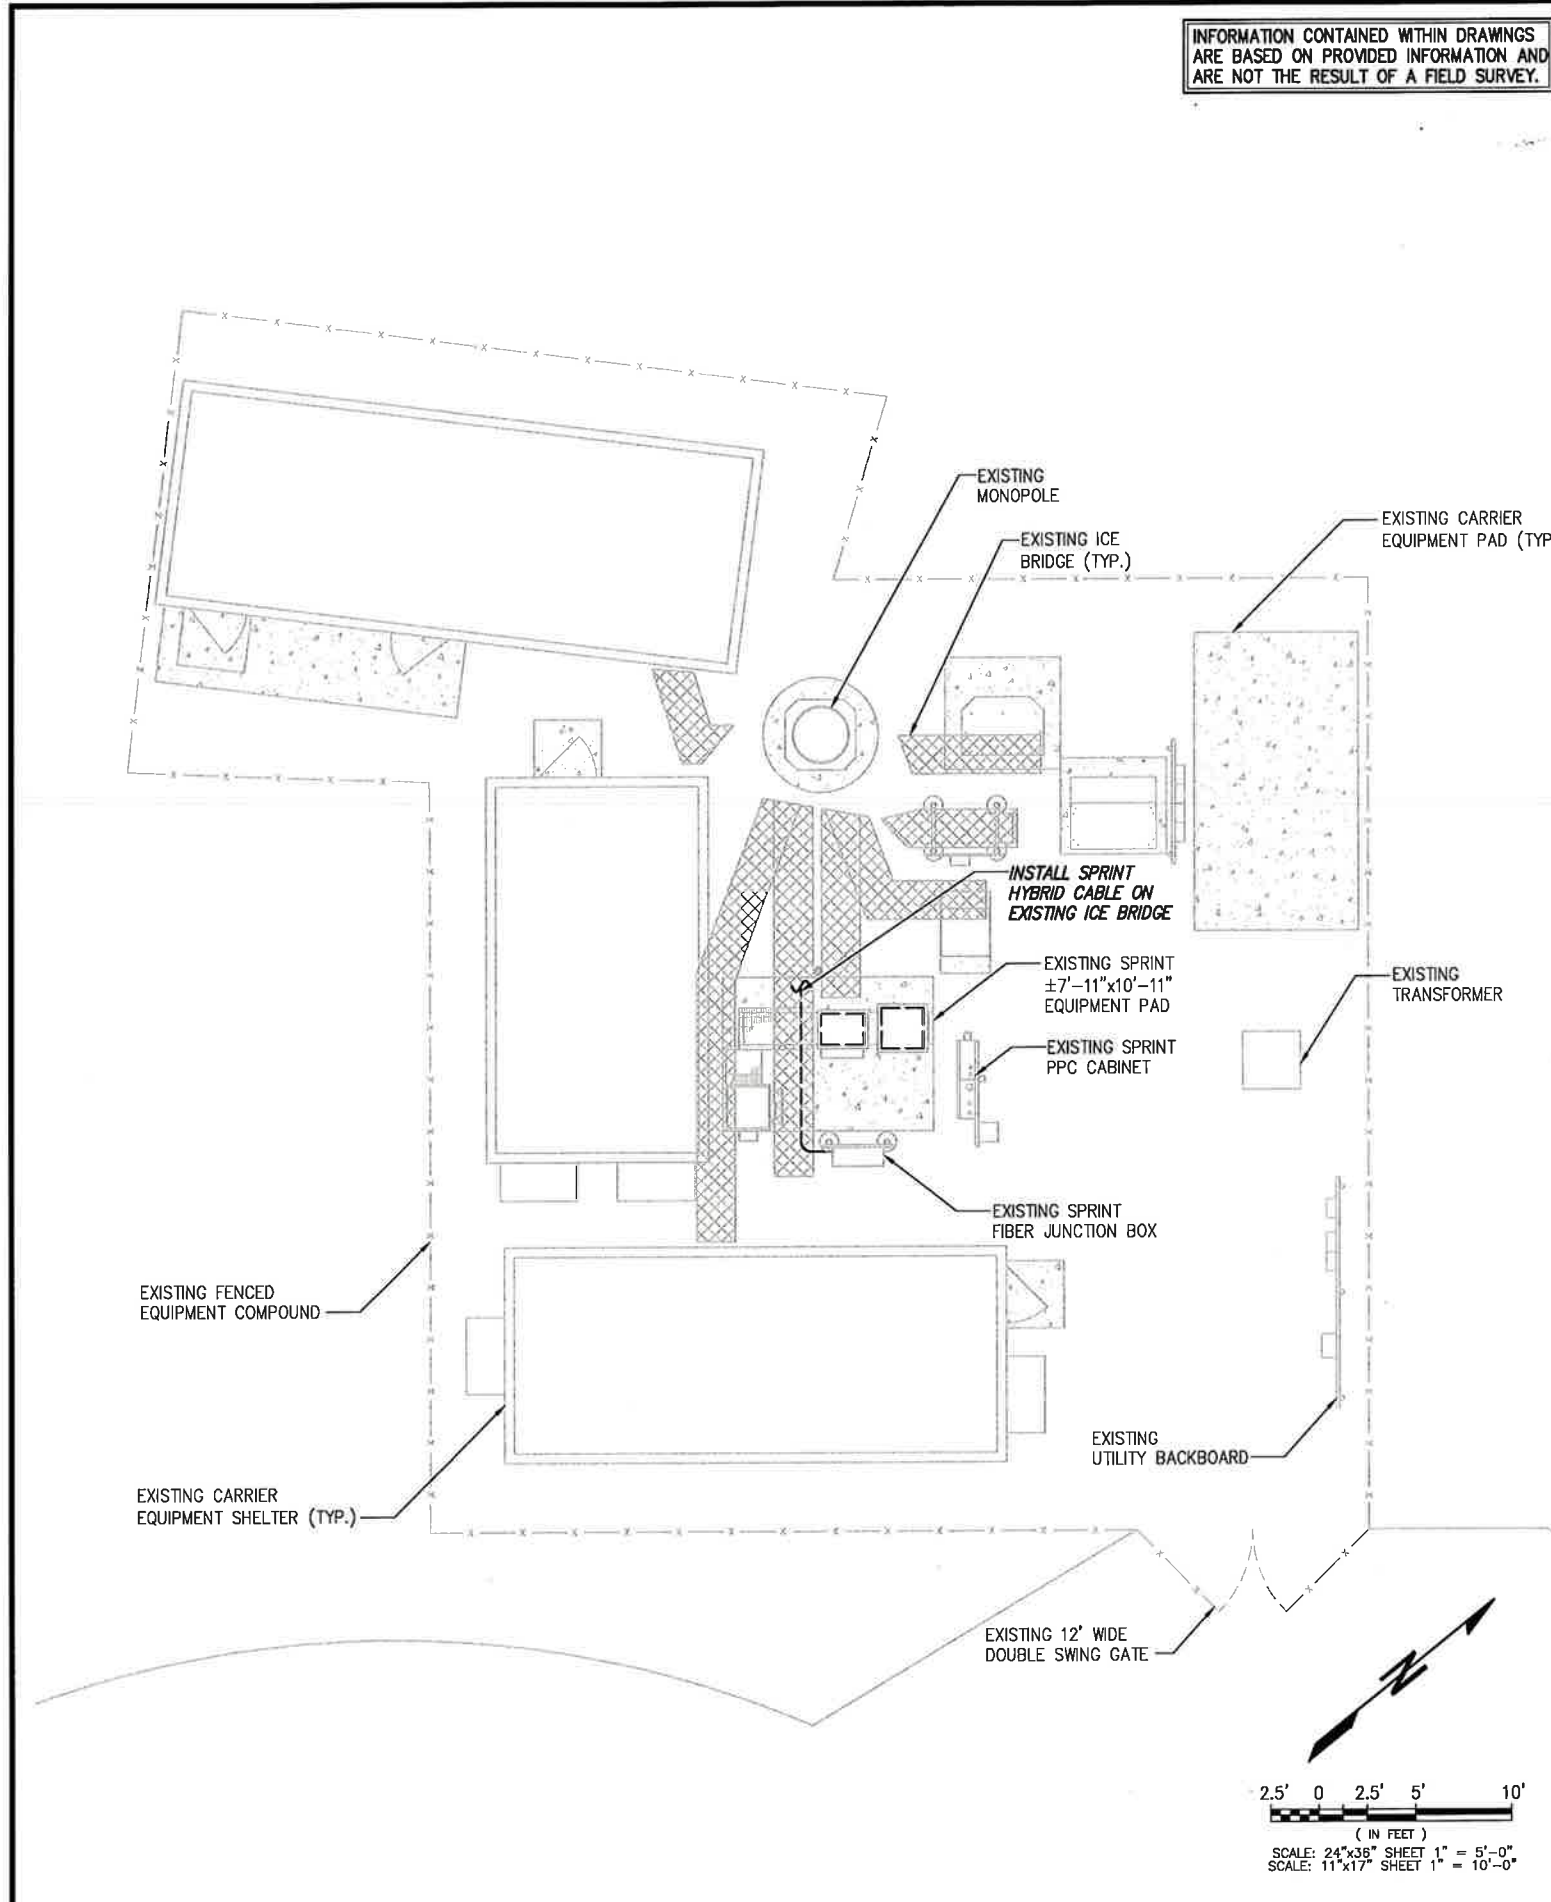 INFORMATION CONTAINED WITHIN DRAWINGS
ARE BASED ON PROVIDED INFORMATION AND
ARE NOT THE RESULT OF A FIELD SURVEY.
EXISTING
MONOPOLE
EXISTING ICE
BRIDGE (TYP.)
EXISTING CARRIER
EQUIPMENT PAD (TYP
INSTALL SPRINT
HYBRID CABLE ON
EXISTING ICE BRIDGE
EXISTING SPRINT
±7'-11"x10'-11"
EQUIPMENT PAD
EXISTING
TRANSFORMER
EXISTING SPRINT
PPC CABINET
EXISTING SPRINT
FIBER JUNCTION BOX
EXISTING FENCED
EQUIPMENT COMPOUND
EXISTING
UTILITY BACKBOARD
EXISTING CARRIER
EQUIPMENT SHELTER (TYP.)
EXISTING 12' WIDE
DOUBLE SWING GATE
N
2.5' 0 2.5' 5' 10'
( IN FEET )
SCALE: 24"x36" SHEET 1" = 5'-0"
SCALE: 11"x17" SHEET 1" = 10'-0"